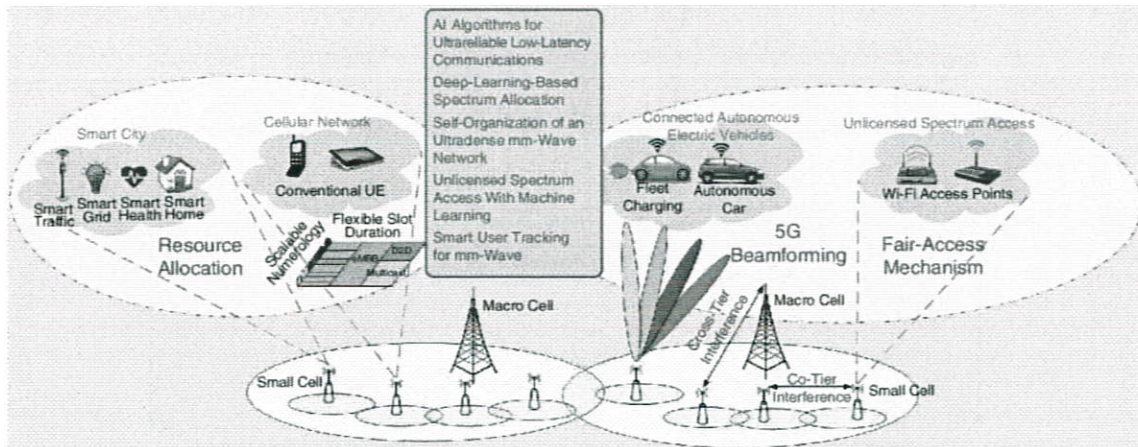 AI Algorithms for
Ultrareliable Low-Latency
Communications
Deep-Learning-Based
Spectrum Allocation
Self-Organization of an
Ultradense mm-Wave
Network
Unlicensed Spectrum
Access With Machine
Learning
Smart User Tracking
for mm-Wave
Smart City
Smart
Traffic
Smart
Grid
Smart
Health
Smart
Home
Resource
Allocation
Cellular Network
Conventional UE
Scalable
Numerology
Flexible Slot
Duration
D2D
eMBB
Multicast
Connected Autonomous
Electric Vehicles
Fleet
Charging
Autonomous
Car
Unlicensed Spectrum Access
Wi-Fi Access Points
5G
Beamforming
Fair-Access
Mechanism
Macro Cell
Small Cell
Cross-Tier
Interference
Macro Cell
Co-Tier
Interference
Small Cell